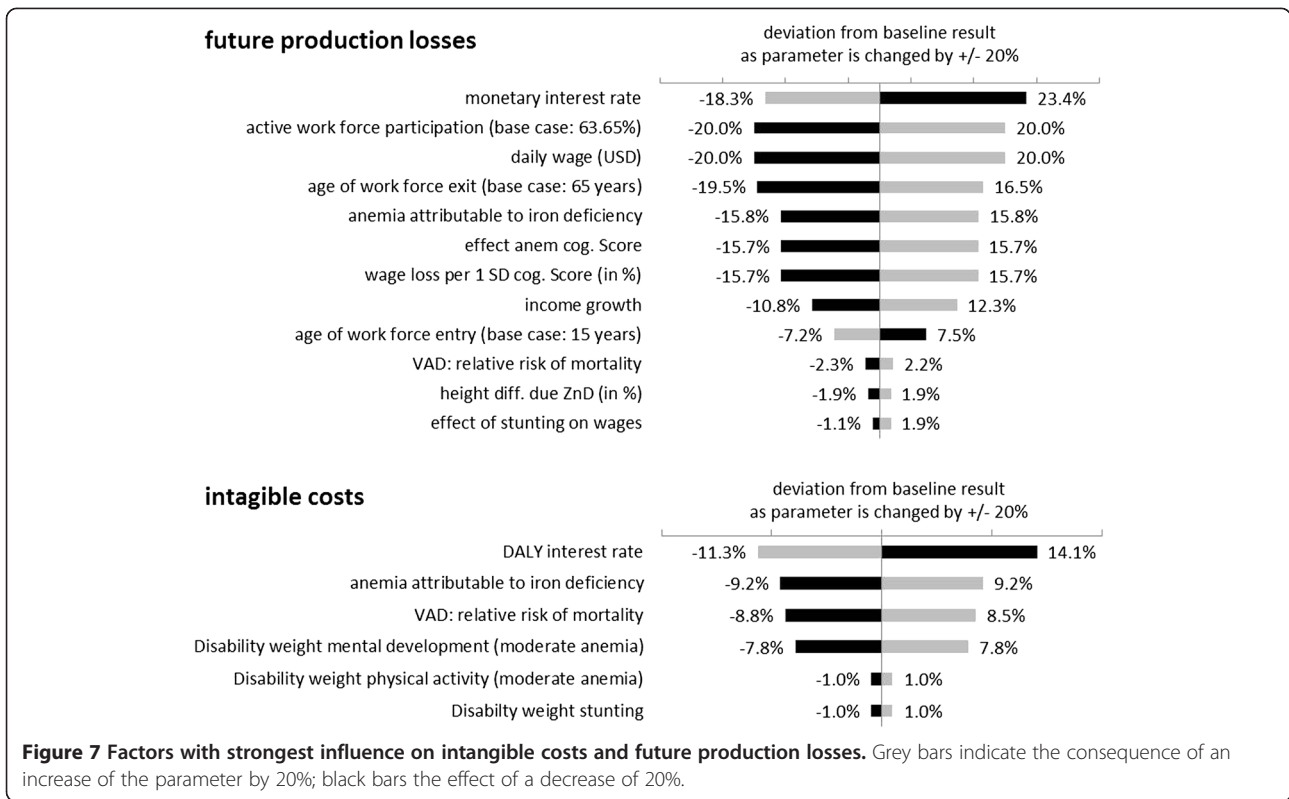 future production losses
deviation from baseline result
as parameter is changed by +/- 20%
monetary interest rate -18.3% 23.4%
active work force participation (base case: 63.65%) -20.0% 20.0%
daily wage (USD) -20.0% 20.0%
age of work force exit (base case: 65 years) -19.5% 16.5%
anemia attributable to iron deficiency -15.8% 15.8%
effect anem cog. Score -15.7% 15.7%
wage loss per 1 SD cog. Score (in %) -15.7% 15.7%
income growth -10.8% 12.3%
age of work force entry (base case: 15 years) -7.2% 7.5%
VAD: relative risk of mortality -2.3% 2.2%
height diff. due ZnD (in %) -1.9% 1.9%
effect of stunting on wages -1.1% 1.9%
intagible costs
deviation from baseline result
as parameter is changed by +/- 20%
DALY interest rate -11.3% 14.1%
anemia attributable to iron deficiency -9.2% 9.2%
VAD: relative risk of mortality -8.8% 8.5%
Disability weight mental development (moderate anemia) -7.8% 7.8%
Disability weight physical activity (moderate anemia) -1.0% 1.0%
Disabilty weight stunting -1.0% 1.0%
Figure 7 Factors with strongest influence on intangible costs and future production losses. Grey bars indicate the consequence of an
increase of the parameter by 20%; black bars the effect of a decrease of 20%.